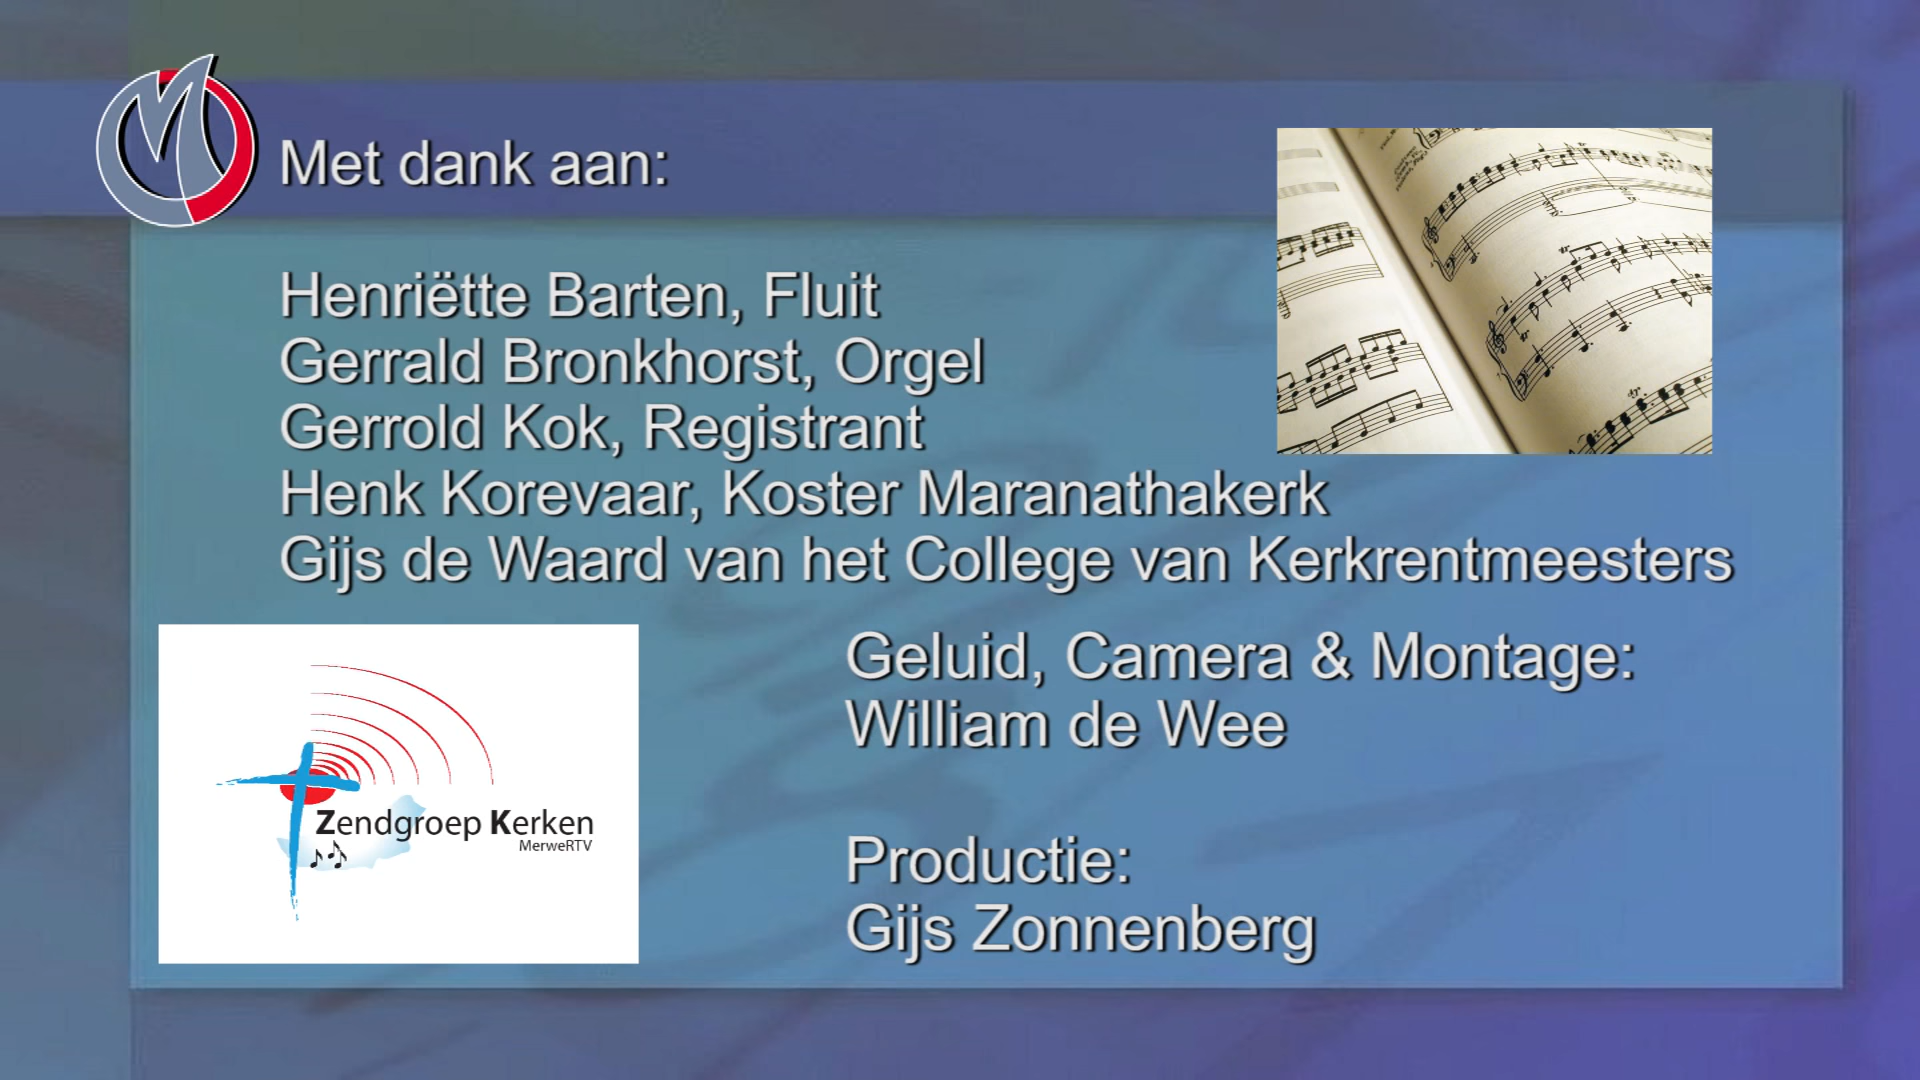 Met dank aan:
Henriëtte Barten, Fluit
Gerrald Bronkhorst, Orgel
Gerrold Kok, Registrant
Henk Korevaar, Koster Maranathakerk
Gijs de Waard van het College van Kerkrentmeesters
Geluid, Camera & Montage:
William de Wee
Zendgroep Kerken
MerweRTV
Productie:
Gijs Zonnenberg